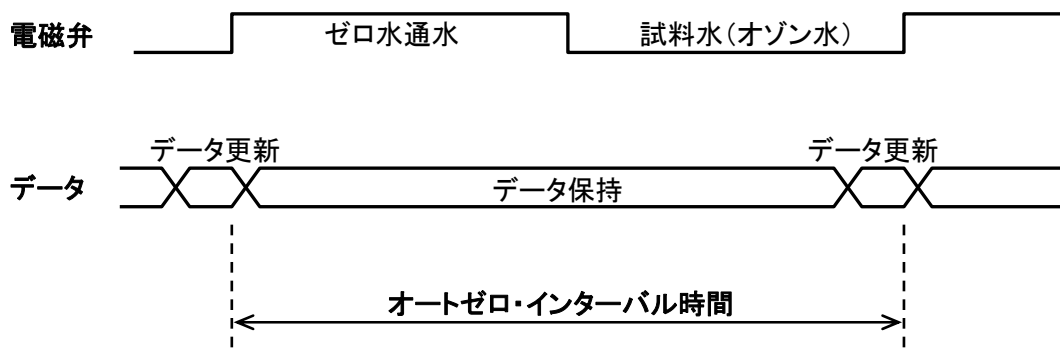 電磁弁
ゼロ水通水
試料水(オゾン水)
データ更新
データ更新
データ
データ保持
オートゼロ・インターバル時間